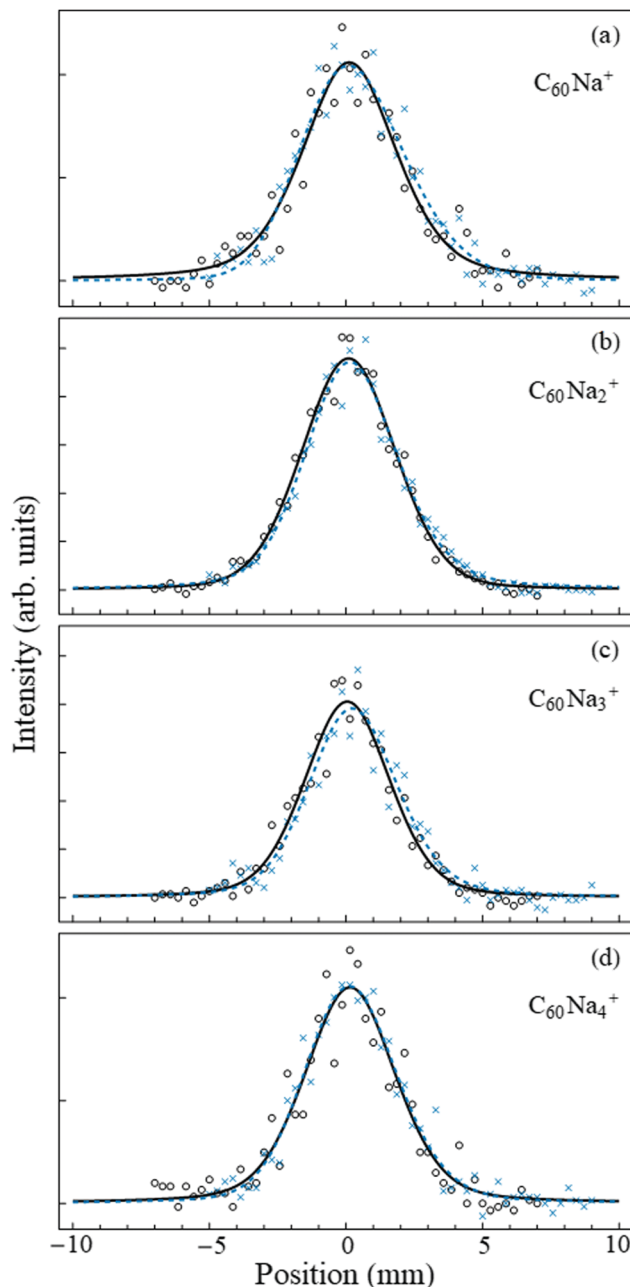 (a)
C₆₀Na⁺
(b)
C₆₀Na₂⁺
(c)
C₆₀Na₃⁺
(d)
C₆₀Na₄⁺
Intensity (arb. units)
−10 −5 0 5 10
Position (mm)